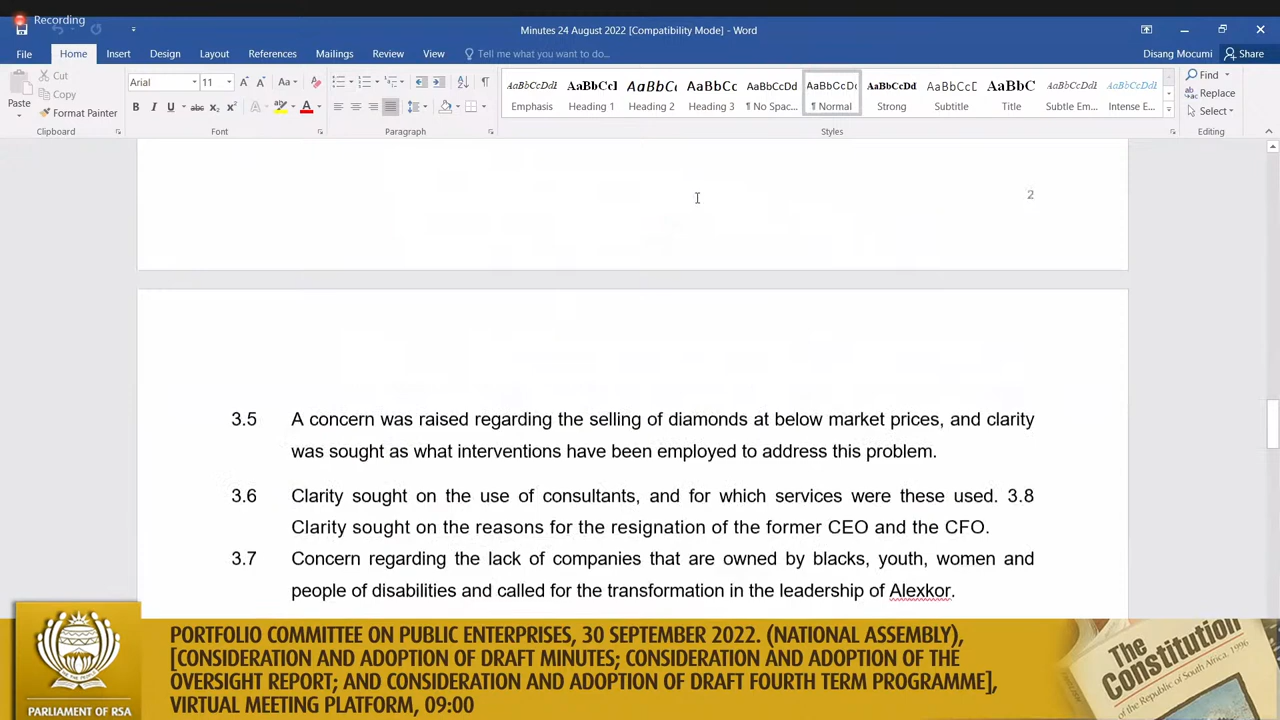 Recording
Minutes 24 August 2022 [Compatibility Mode] - Word
File Home Insert Design Layout References Mailings Review View Tell me what you want to do... Disang Mocumi Share
Paste Cut Copy Format Painter
Clipboard
Arial 11
Font
Paragraph
AaBbCcDdI AaBbCcI AaBbCc AaBbCc AaBbCcDd AaBbCcDc AaBbCcDd AaBbCcD AaBbC AaBbCcDdI AaBbCcDdI
Emphasis Heading 1 Heading 2 Heading 3 ¶ No Spac... ¶ Normal Strong Subtitle Title Subtle Em... Intense E...
Styles
Find
Replace
Select
Editing
2
3.5 A concern was raised regarding the selling of diamonds at below market prices, and clarity
was sought as what interventions have been employed to address this problem.
3.6 Clarity sought on the use of consultants, and for which services were these used. 3.8
Clarity sought on the reasons for the resignation of the former CEO and the CFO.
3.7 Concern regarding the lack of companies that are owned by blacks, youth, women and
people of disabilities and called for the transformation in the leadership of Alexkor.
PORTFOLIO COMMITTEE ON PUBLIC ENTERPRISES, 30 SEPTEMBER 2022. (NATIONAL ASSEMBLY),
[CONSIDERATION AND ADOPTION OF DRAFT MINUTES; CONSIDERATION AND ADOPTION OF THE
OVERSIGHT REPORT; AND CONSIDERATION AND ADOPTION OF DRAFT FOURTH TERM PROGRAMME],
VIRTUAL MEETING PLATFORM, 09:00
PARLIAMENT OF RSA
The
Constitution
of the Republic of South Africa, 1996